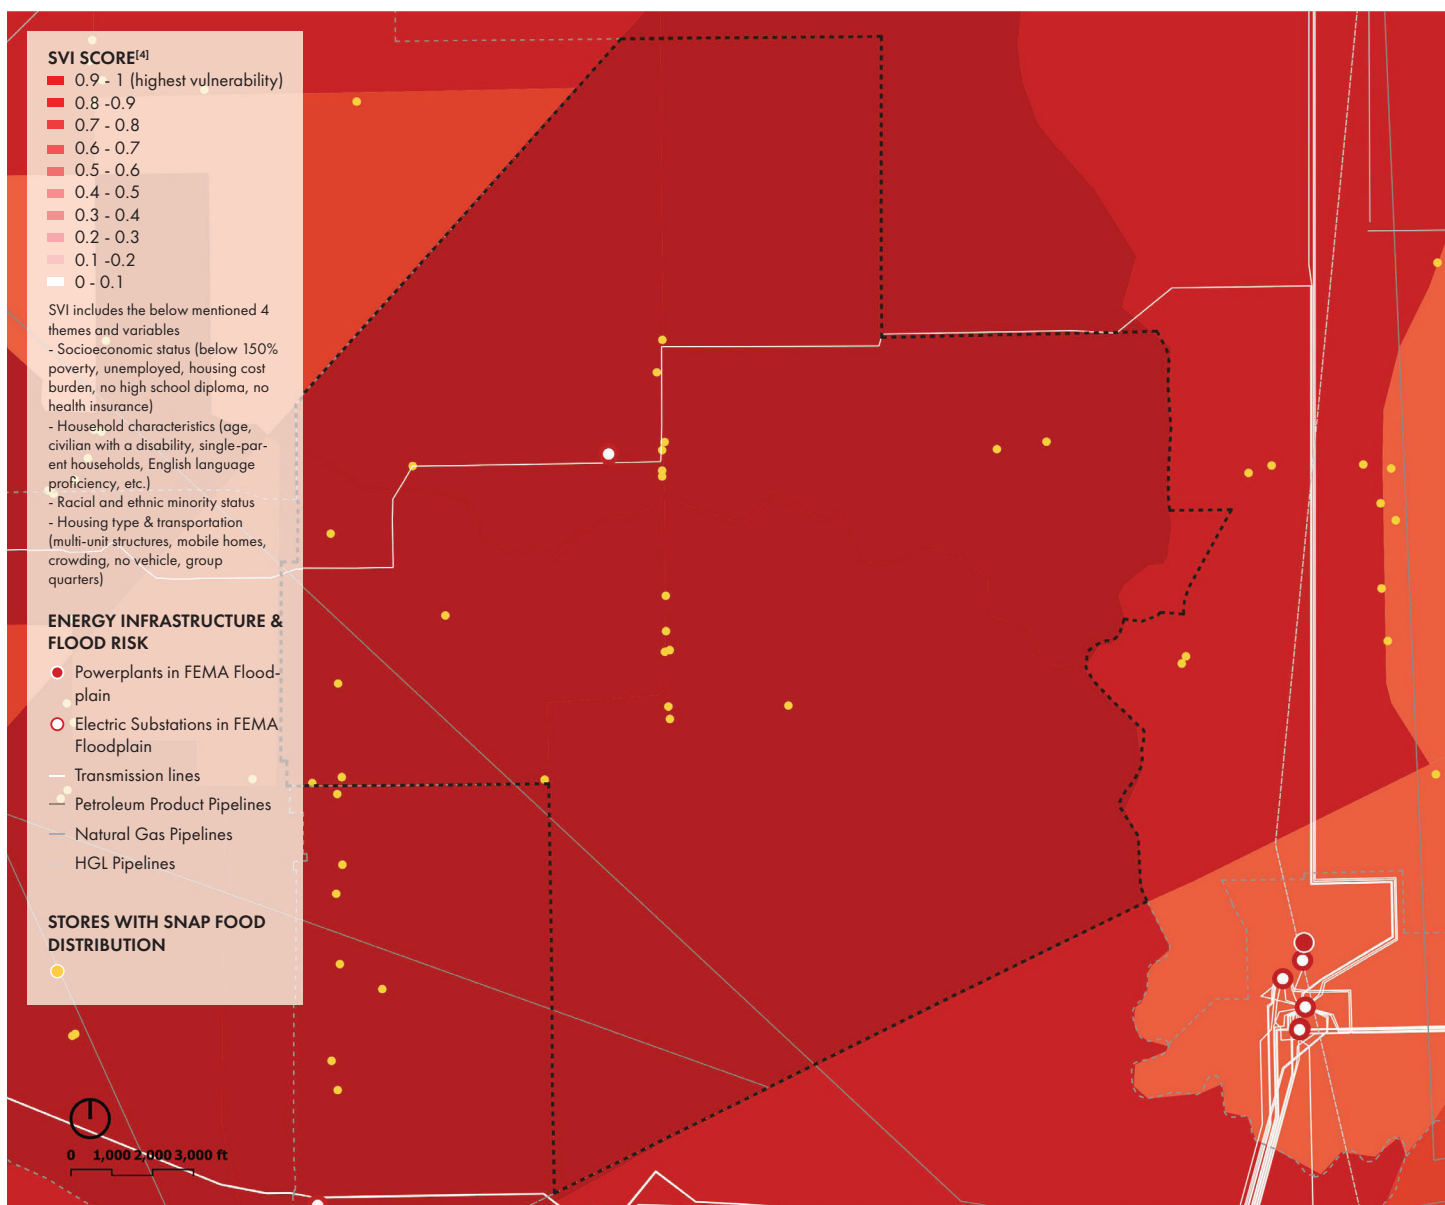 SVI SCORE[4]
0.9 - 1 (highest vulnerability)
0.8 -0.9
0.7 - 0.8
0.6 - 0.7
0.5 - 0.6
0.4 - 0.5
0.3 - 0.4
0.2 - 0.3
0.1 -0.2
0 - 0.1
SVI includes the below mentioned 4
themes and variables
- Socioeconomic status (below 150%
poverty, unemployed, housing cost
burden, no high school diploma, no
health insurance)
- Household characteristics (age,
civilian with a disability, single-par-
ent households, English language
proficiency, etc.)
- Racial and ethnic minority status
- Housing type & transportation
(multi-unit structures, mobile homes,
crowding, no vehicle, group
quarters)
ENERGY INFRASTRUCTURE &
FLOOD RISK
Powerplants in FEMA Flood-
plain
Electric Substations in FEMA
Floodplain
Transmission lines
Petroleum Product Pipelines
Natural Gas Pipelines
HGL Pipelines
STORES WITH SNAP FOOD
DISTRIBUTION
0 1,000 2,000 3,000 ft